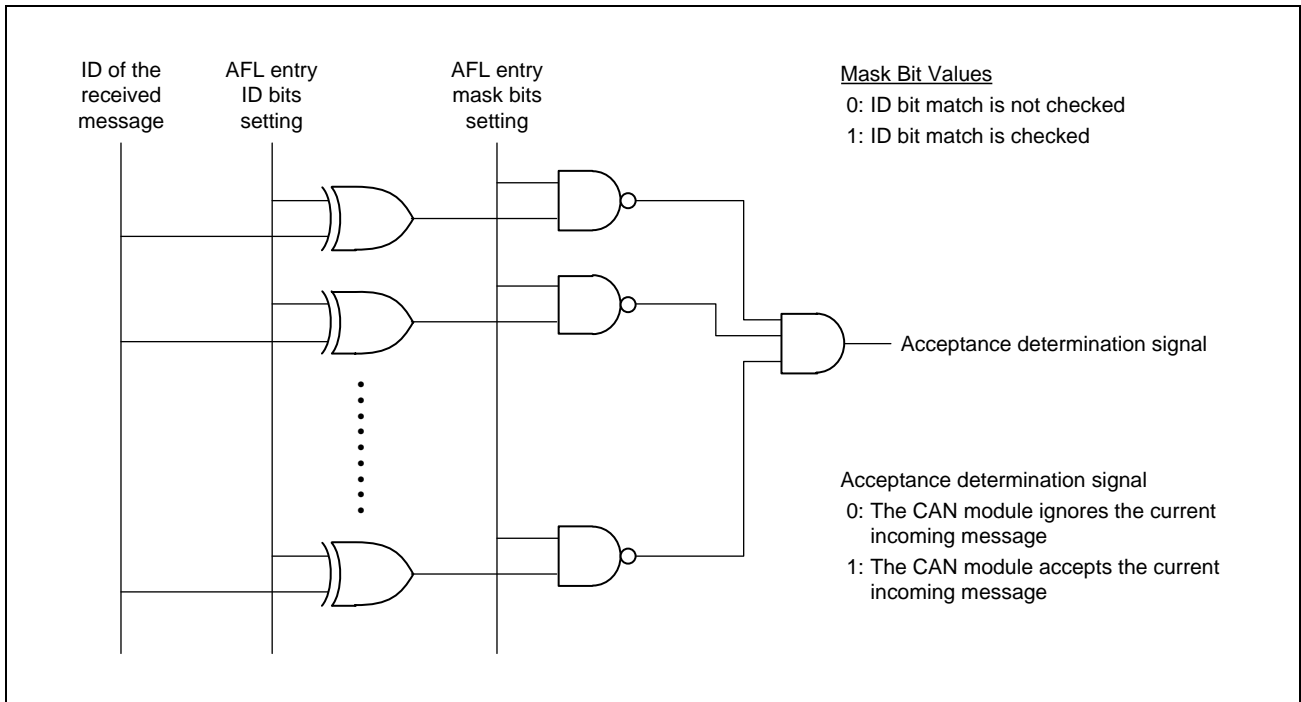 ID of the
received
message
AFL entry
ID bits
setting
AFL entry
mask bits
setting
Mask Bit Values
0: ID bit match is not checked
1: ID bit match is checked
Acceptance determination signal
Acceptance determination signal
0: The CAN module ignores the current
incoming message
1: The CAN module accepts the current
incoming message